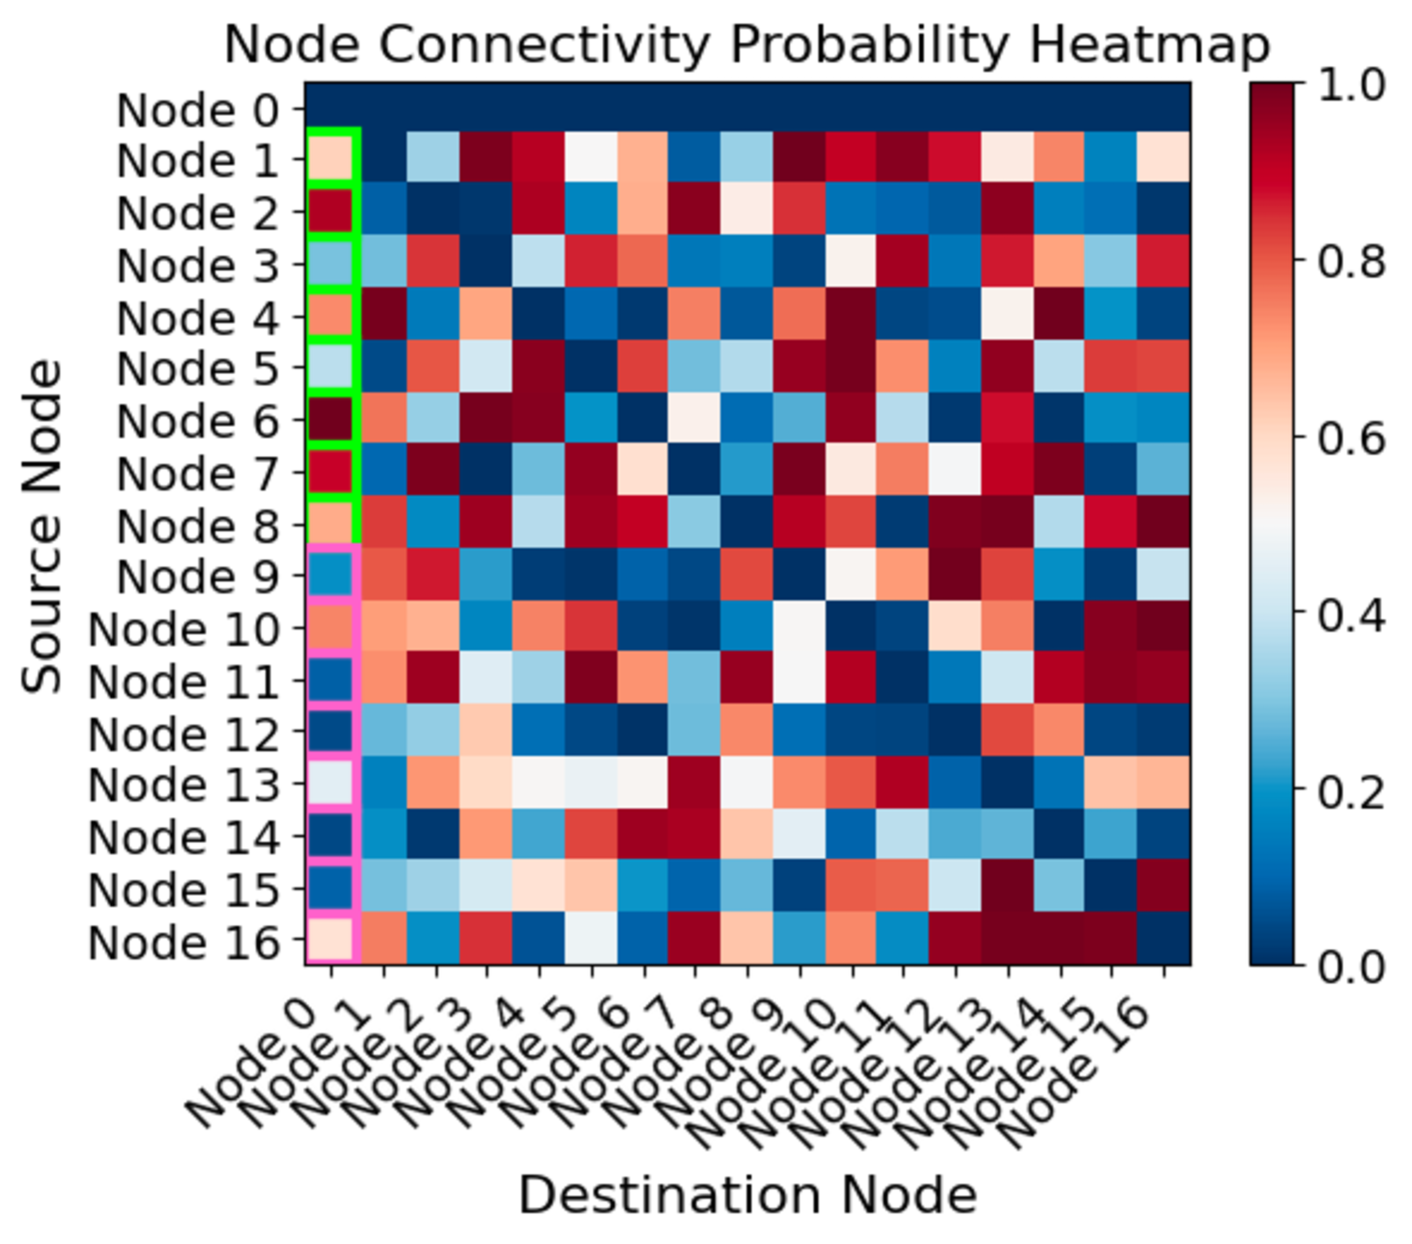 Node Connectivity Probability Heatmap
Source Node
Node 0
Node 1
Node 2
Node 3
Node 4
Node 5
Node 6
Node 7
Node 8
Node 9
Node 10
Node 11
Node 12
Node 13
Node 14
Node 15
Node 16
1.0
0.8
0.6
0.4
0.2
0.0
Node 0
Node 1
Node 2
Node 3
Node 4
Node 5
Node 6
Node 7
Node 8
Node 9
Node 10
Node 11
Node 12
Node 13
Node 14
Node 15
Node 16
Destination Node